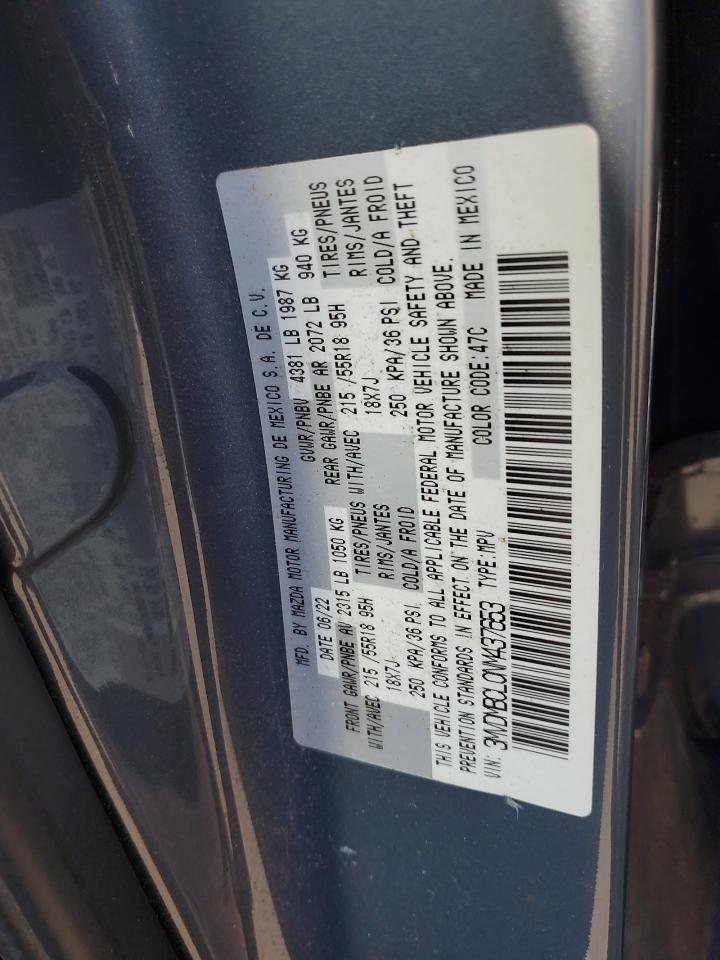 MFD. BY MAZDA MOTOR MANUFACTURING DE MEXICO S.A. DE C.V.
DATE 06/22 GVWR/PNBV 4381 LB 1987 KG
FRONT GAWR/PNBE AV 2315 LB 1050 KG REAR GAWR/PNBE AR 2072 LB 940 KG
WITH/AVEC 215 /55R18 95H TIRES/PNEUS WITH/AVEC 215 /55R18 95H TIRES/PNEUS
18X7J RIMS/JANTES 18X7J RIMS/JANTES
250 KPA/36 PSI. COLD/A FROID 250 KPA/36 PSI COLD/A FROID
THIS VEHICLE CONFORMS TO ALL APPLICABLE FEDERAL MOTOR VEHICLE SAFETY AND THEFT
PREVENTION STANDARDS IN EFFECT ON THE DATE OF MANUFACTURE SHOWN ABOVE.
VIN: TYPE:MPV COLOR CODE:47C MADE IN MEXICO